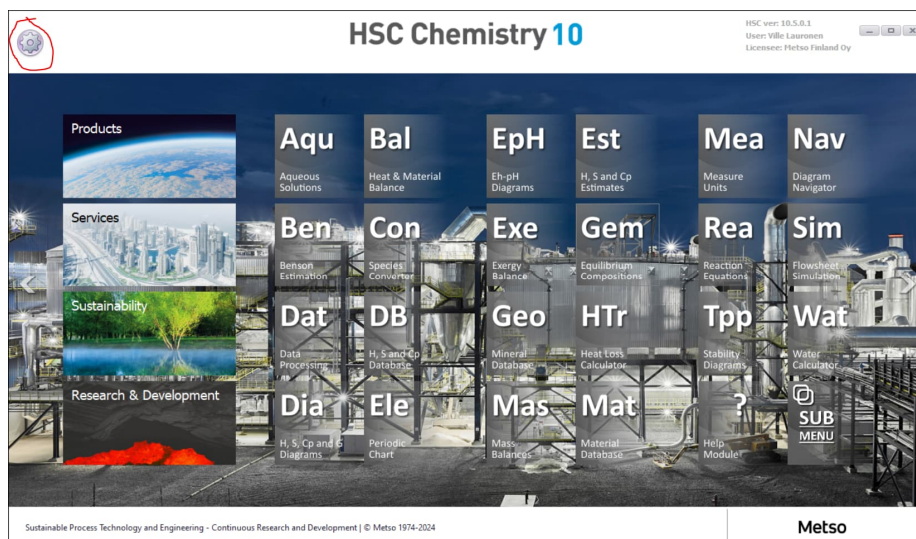 HSC Chemistry 10
HSC ver: 10.5.0.1
User: Ville Lauronen
Licensee: Metso Finland Oy
Products
Services
Sustainability
Research & Development
Aqu
Aqueous
Solutions
Bal
Heat & Material
Balance
EpH
Eh-pH
Diagrams
Est
H, S and Cp
Estimates
Mea
Measure
Units
Nav
Diagram
Navigator
Ben
Benson
Estimation
Con
Species
Converter
Exe
Exergy
Balance
Gem
Equilibrium
Compositions
Rea
Reaction
Equations
Sim
Flowsheet
Simulation
Dat
Data
Processing
DB
H, S and Cp
Database
Geo
Mineral
Database
HTr
Heat Loss
Calculator
Tpp
Stability
Diagrams
Wat
Water
Calculator
Dia
H, S, Cp and G
Diagrams
Ele
Periodic
Chart
Mas
Mass
Balances
Mat
Material
Database
?
Help
Module
SUB
MENU
Sustainable Process Technology and Engineering - Continuous Research and Development | © Metso 1974-2024
Metso